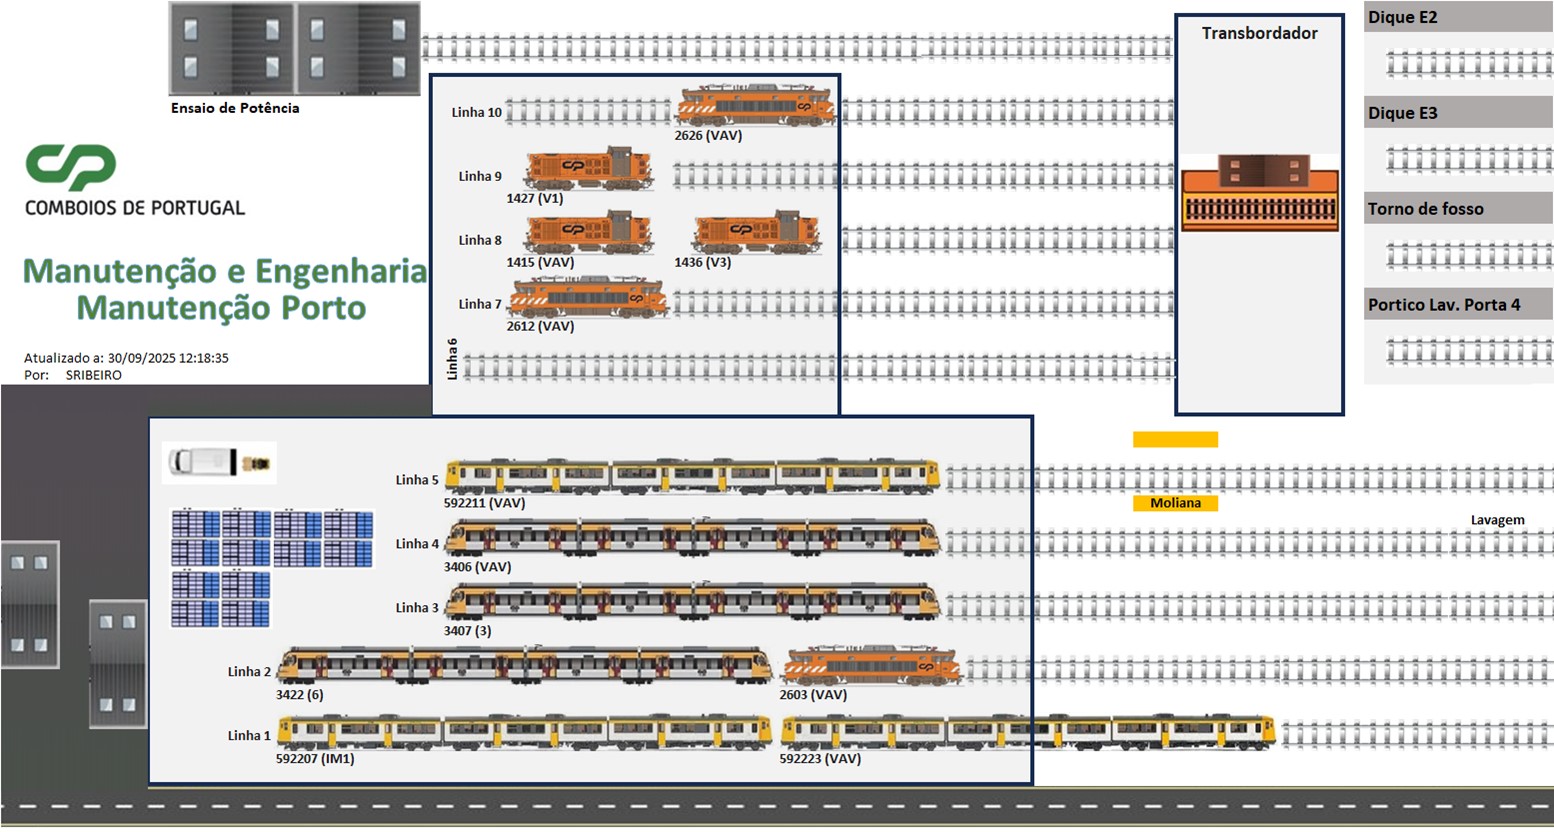 Ensaio de Potência
CP
COMBOIOS DE PORTUGAL
Manutenção e Engenharia
Manutenção Porto
Atualizado a: 30/09/2025 12:18:35
Por: SRIBEIRO
Linha 10
2626 (VAV)
Linha 9
1427 (V1)
Linha 8
1415 (VAV)
1436 (V3)
Linha 7
2612 (VAV)
Linha6
Transbordador
Dique E2
Dique E3
Torno de fosso
Portico Lav. Porta 4
Linha 5
592211 (VAV)
Moliana
Lavagem
Linha 4
3406 (VAV)
Linha 3
3407 (3)
Linha 2
3422 (6)
2603 (VAV)
Linha 1
592207 (IM1)
592223 (VAV)